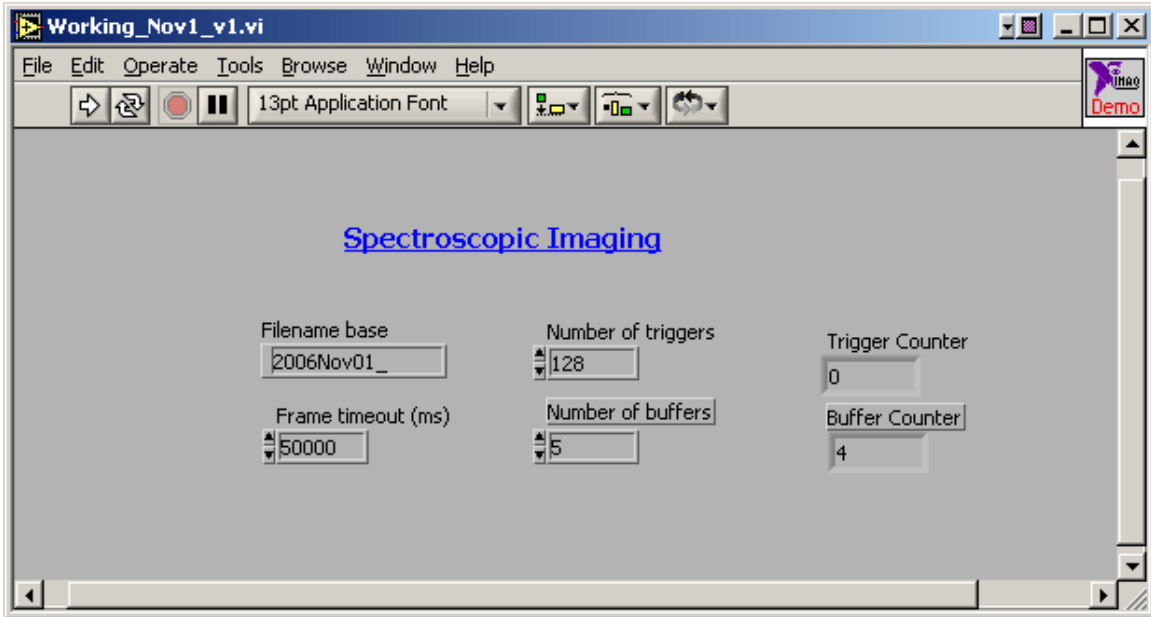 Working_Nov1_v1.vi
File Edit Operate Tools Browse Window Help
13pt Application Font
IMAQ
Demo
Spectroscopic Imaging
Filename base
2006Nov01_
Number of triggers
128
Trigger Counter
0
Frame timeout (ms)
50000
Number of buffers
5
Buffer Counter
4